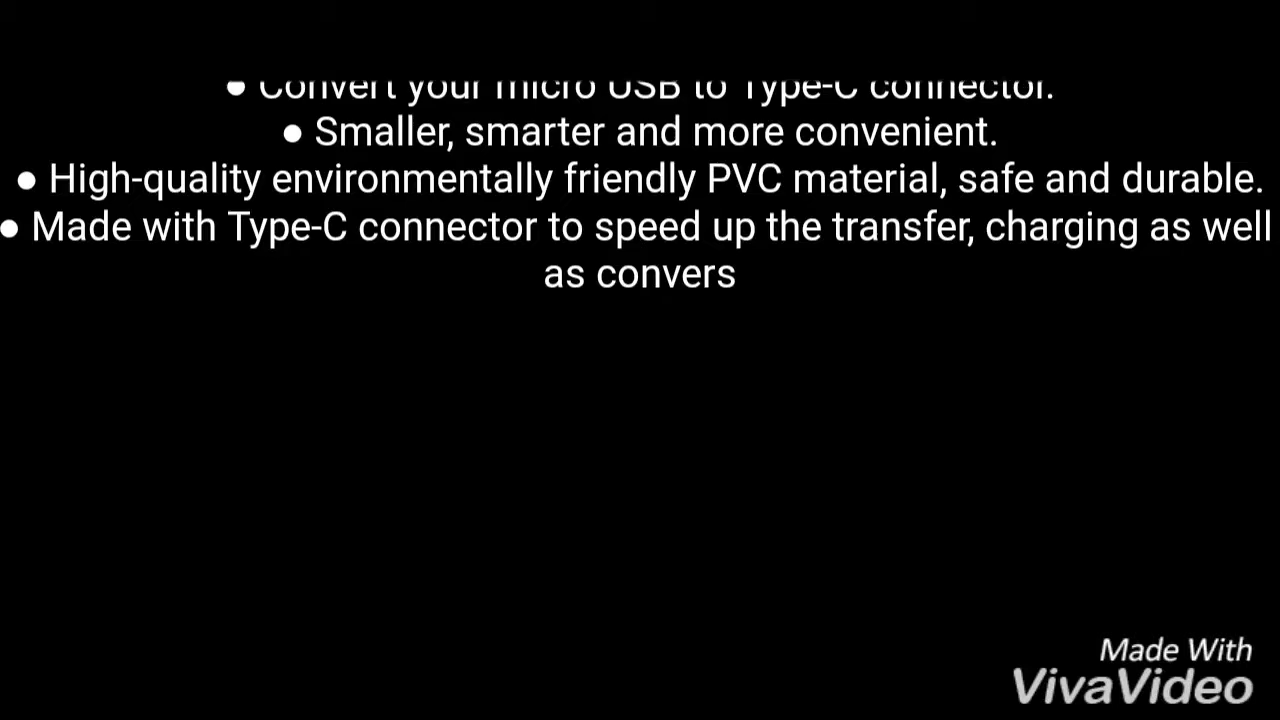 ● Convert your micro USB to Type-C connector.
● Smaller, smarter and more convenient.
● High-quality environmentally friendly PVC material, safe and durable.
● Made with Type-C connector to speed up the transfer, charging as well
as convers
Made With
VivaVideo